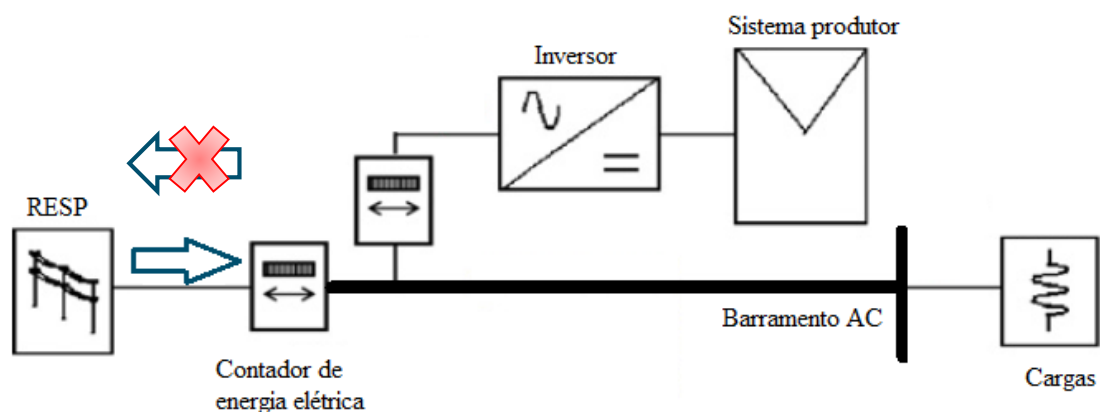 Sistema produtor
Inversor
RESP
Barramento AC
Contador de
energia elétrica
Cargas